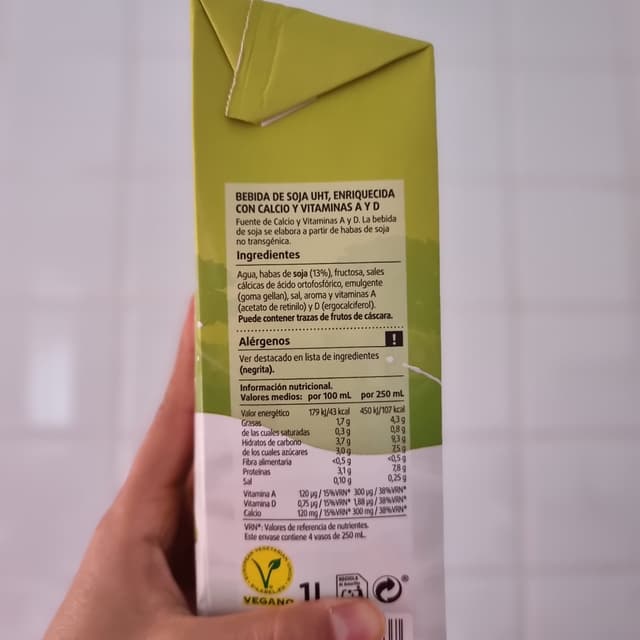 BEBIDA DE SOJA UHT, ENRIQUECIDA
CON CALCIO Y VITAMINAS A Y D
Fuente de Calcio y Vitaminas A y D. La bebida
de soja se elabora a partir de habas de soja
no transgénica.
Ingredientes
Agua, habas de soja (13%), fructosa, sales
cálcicas de ácido ortofosfórico, emulgente
(goma gellan), sal, aroma y vitaminas A
(acetato de retinilo) y D (ergocalciferol).
Puede contener trazas de frutos de cáscara.
Alérgenos !
Ver destacado en lista de ingredientes
(negrita).
Información nutricional.
Valores medios: por 100 mL por 250 mL
Valor energético 179 kJ/43 kcal 450 kJ/107 kcal
Grasas 1,7 g 4,3 g
de las cuales saturadas 0,3 g 0,8 g
Hidratos de carbono 3,7 g 9,3 g
de los cuales azúcares 3,0 g 7,5 g
Fibra alimentaria <0,5 g <0,5 g
Proteínas 3,1 g 7,8 g
Sal 0,10 g 0,25 g
Vitamina A 120 µg / 15%VRN* 300 µg / 38%VRN*
Vitamina D 0,75 µg / 15%VRN* 1,88 µg / 38%VRN*
Calcio 120 mg / 15%VRN* 300 mg / 38%VRN*
VRN*: Valores de referencia de nutrientes.
Este envase contiene 4 vasos de 250 mL.
VEGANO 1L